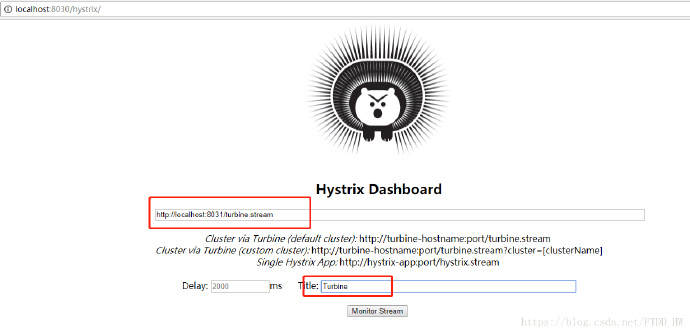 localhost:8030/hystrix/
Hystrix Dashboard
http://localhost:8031/turbine.stream
Cluster via Turbine (default cluster): http://turbine-hostname:port/turbine.stream
Cluster via Turbine (custom cluster): http://turbine-hostname:port/turbine.stream?cluster=[clusterName]
Single Hystrix App: http://hystrix-app:port/hystrix.stream
Delay: 2000 ms Title: Turbine
Monitor Stream
https://blog.csdn.net/FTDD_HW